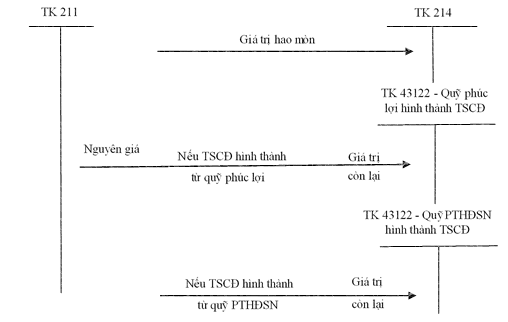 TK 211
TK 214
Giá trị hao mòn
TK 43122 - Quỹ phúc
lợi hình thành TSCĐ
Nguyên giá
Nếu TSCĐ hình thành
Giá trị
từ quỹ phúc lợi
còn lại
TK 43122 - Quỹ PTHĐSN
hình thành TSCĐ
Nếu TSCĐ hình thành
Giá trị
từ quỹ PTHĐSN
còn lại